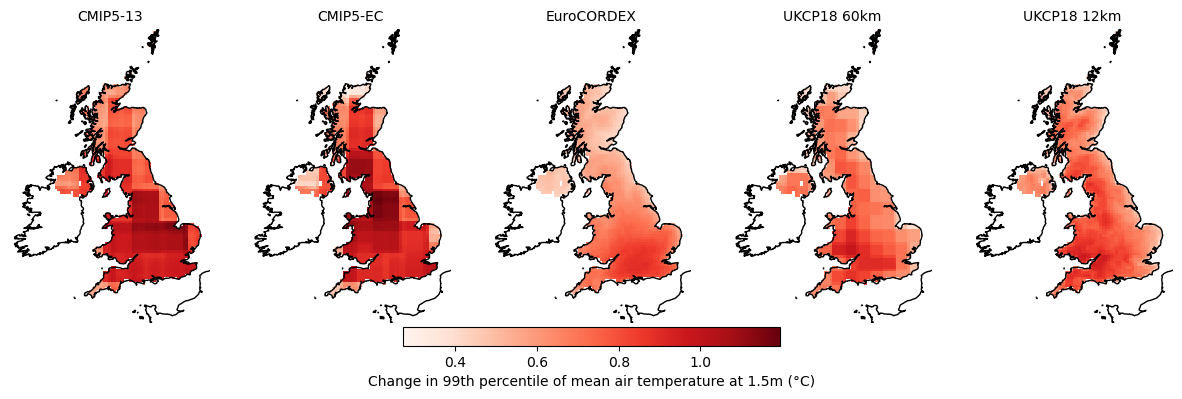 CMIP5-13
CMIP5-EC
EuroCORDEX
UKCP18 60km
UKCP18 12km
0.4
0.6
0.8
1.0
Change in 99th percentile of mean air temperature at 1.5m (°C)